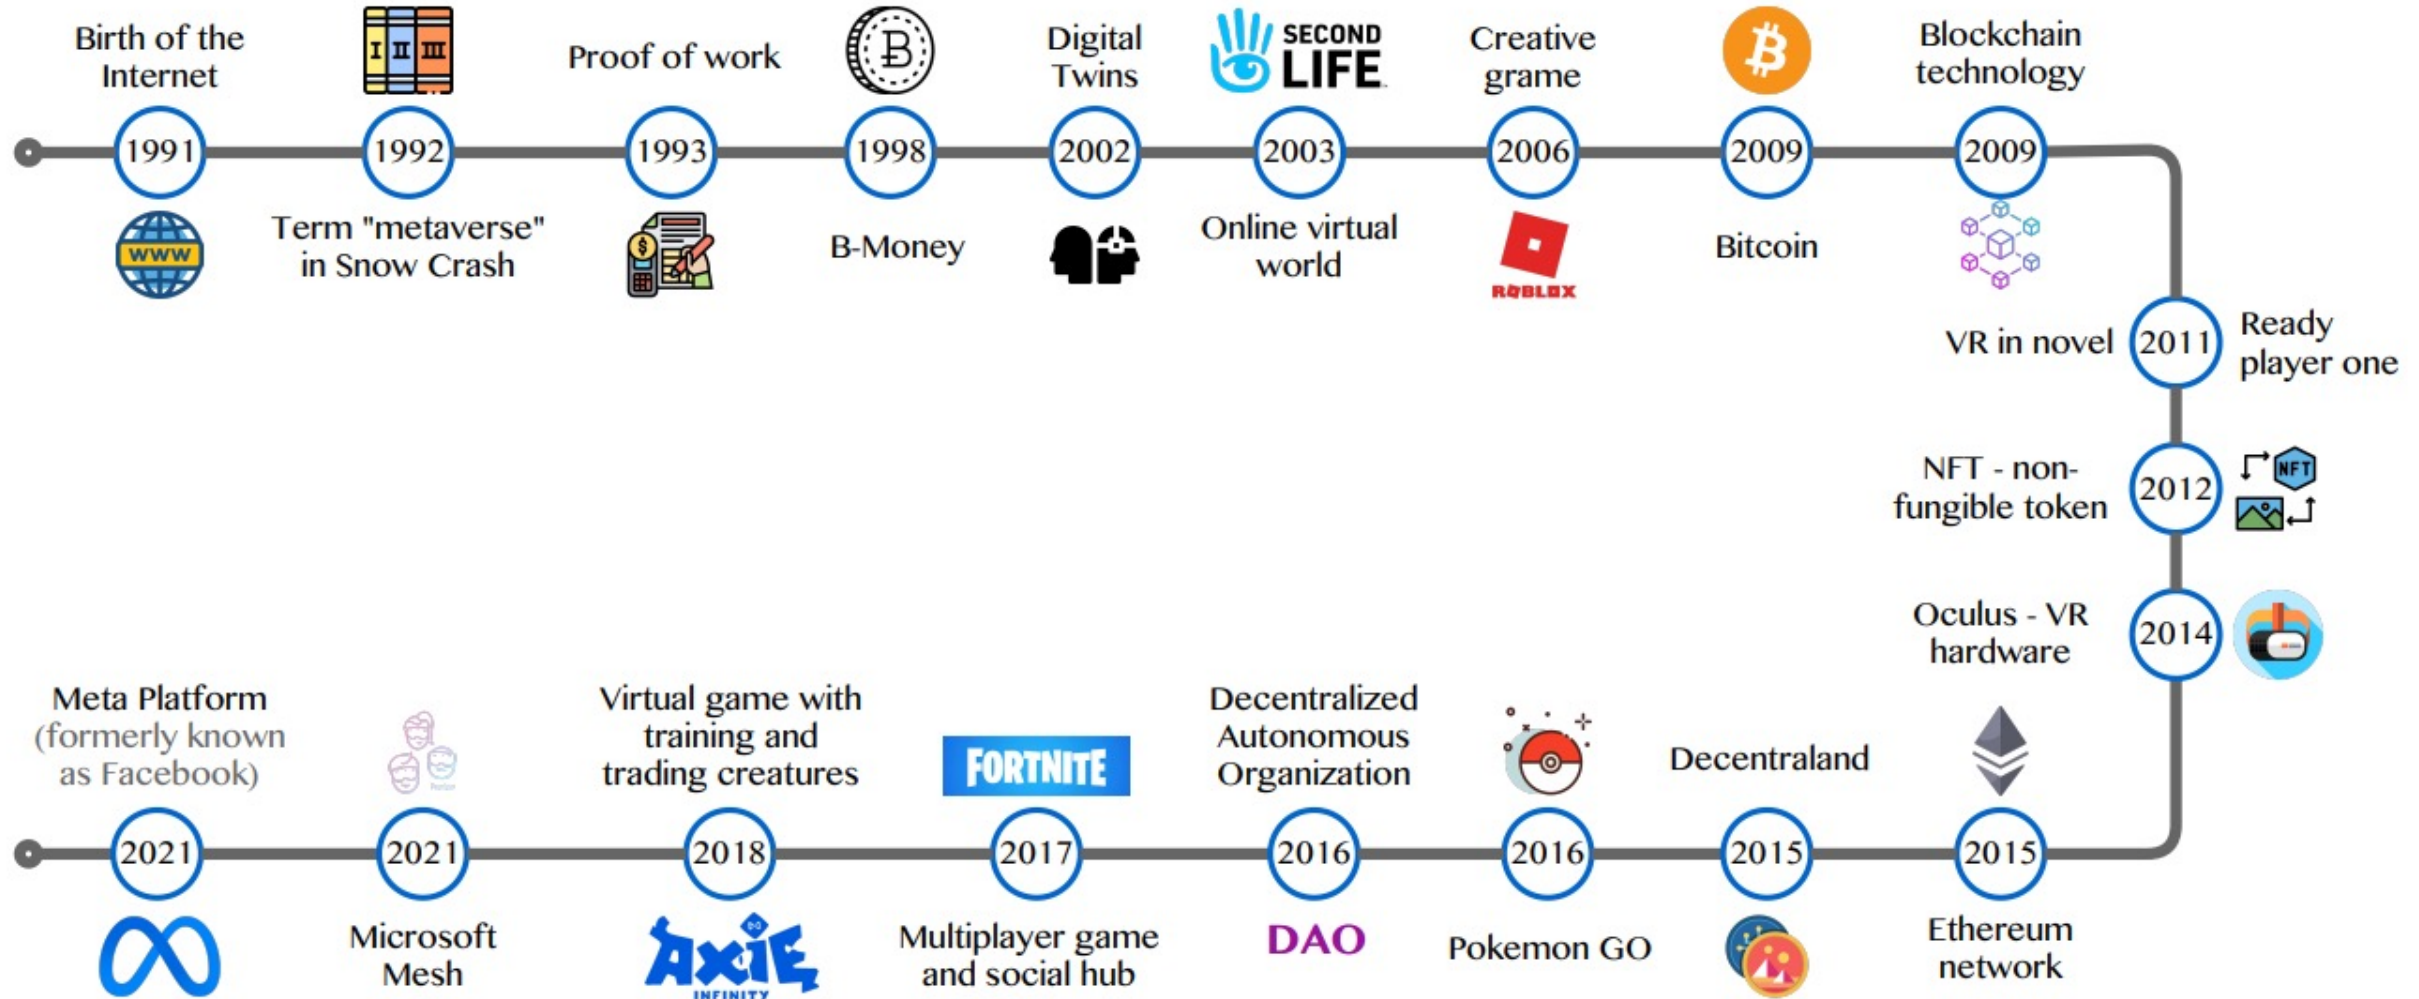 Birth of the
Internet
1991
WWW
I II III
1992
Term "metaverse"
in Snow Crash
Proof of work
1993
$
B
1998
B-Money
Digital
Twins
2002
SECOND
LIFE
2003
Online virtual
world
Creative
grame
2006
ROBLOX
2009
Bitcoin
Blockchain
technology
2009
VR in novel
2011
Ready
player one
NFT - non-
fungible token
2012
NFT
Oculus - VR
hardware
2014
2015
Ethereum
network
Decentraland
2015
2016
Pokemon GO
Decentralized
Autonomous
Organization
2016
DAO
FORTNITE
2017
Multiplayer game
and social hub
Virtual game with
training and
trading creatures
2018
AXIE
INFINITY
2021
Microsoft
Mesh
Meta Platform
(formerly known
as Facebook)
2021